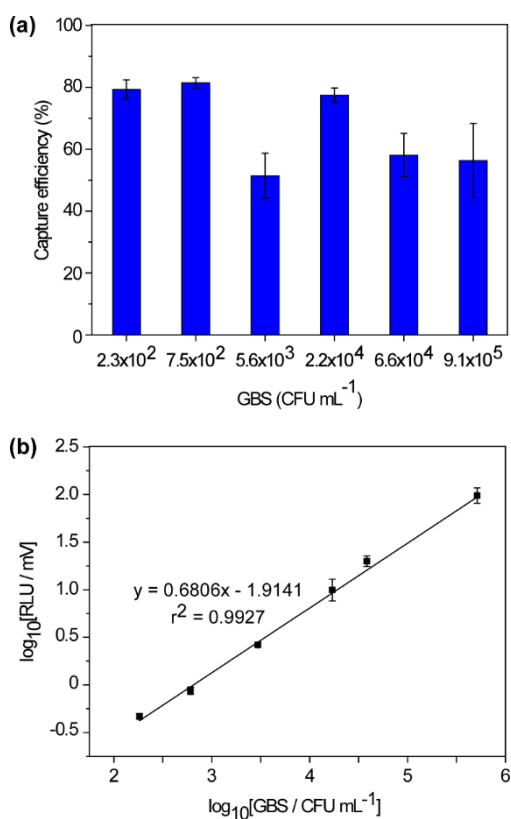 (a)
100
80
60
40
20
0
Capture efficiency (%)
2.3x10² 7.5x10² 5.6x10³ 2.2x10⁴ 6.6x10⁴ 9.1x10⁵
GBS (CFU mL⁻¹)
(b)
2.5
2.0
1.5
1.0
0.5
0
-0.5
log₁₀[RLU / mV]
y = 0.6806x - 1.9141
r² = 0.9927
2 3 4 5 6
log₁₀[GBS / CFU mL⁻¹]